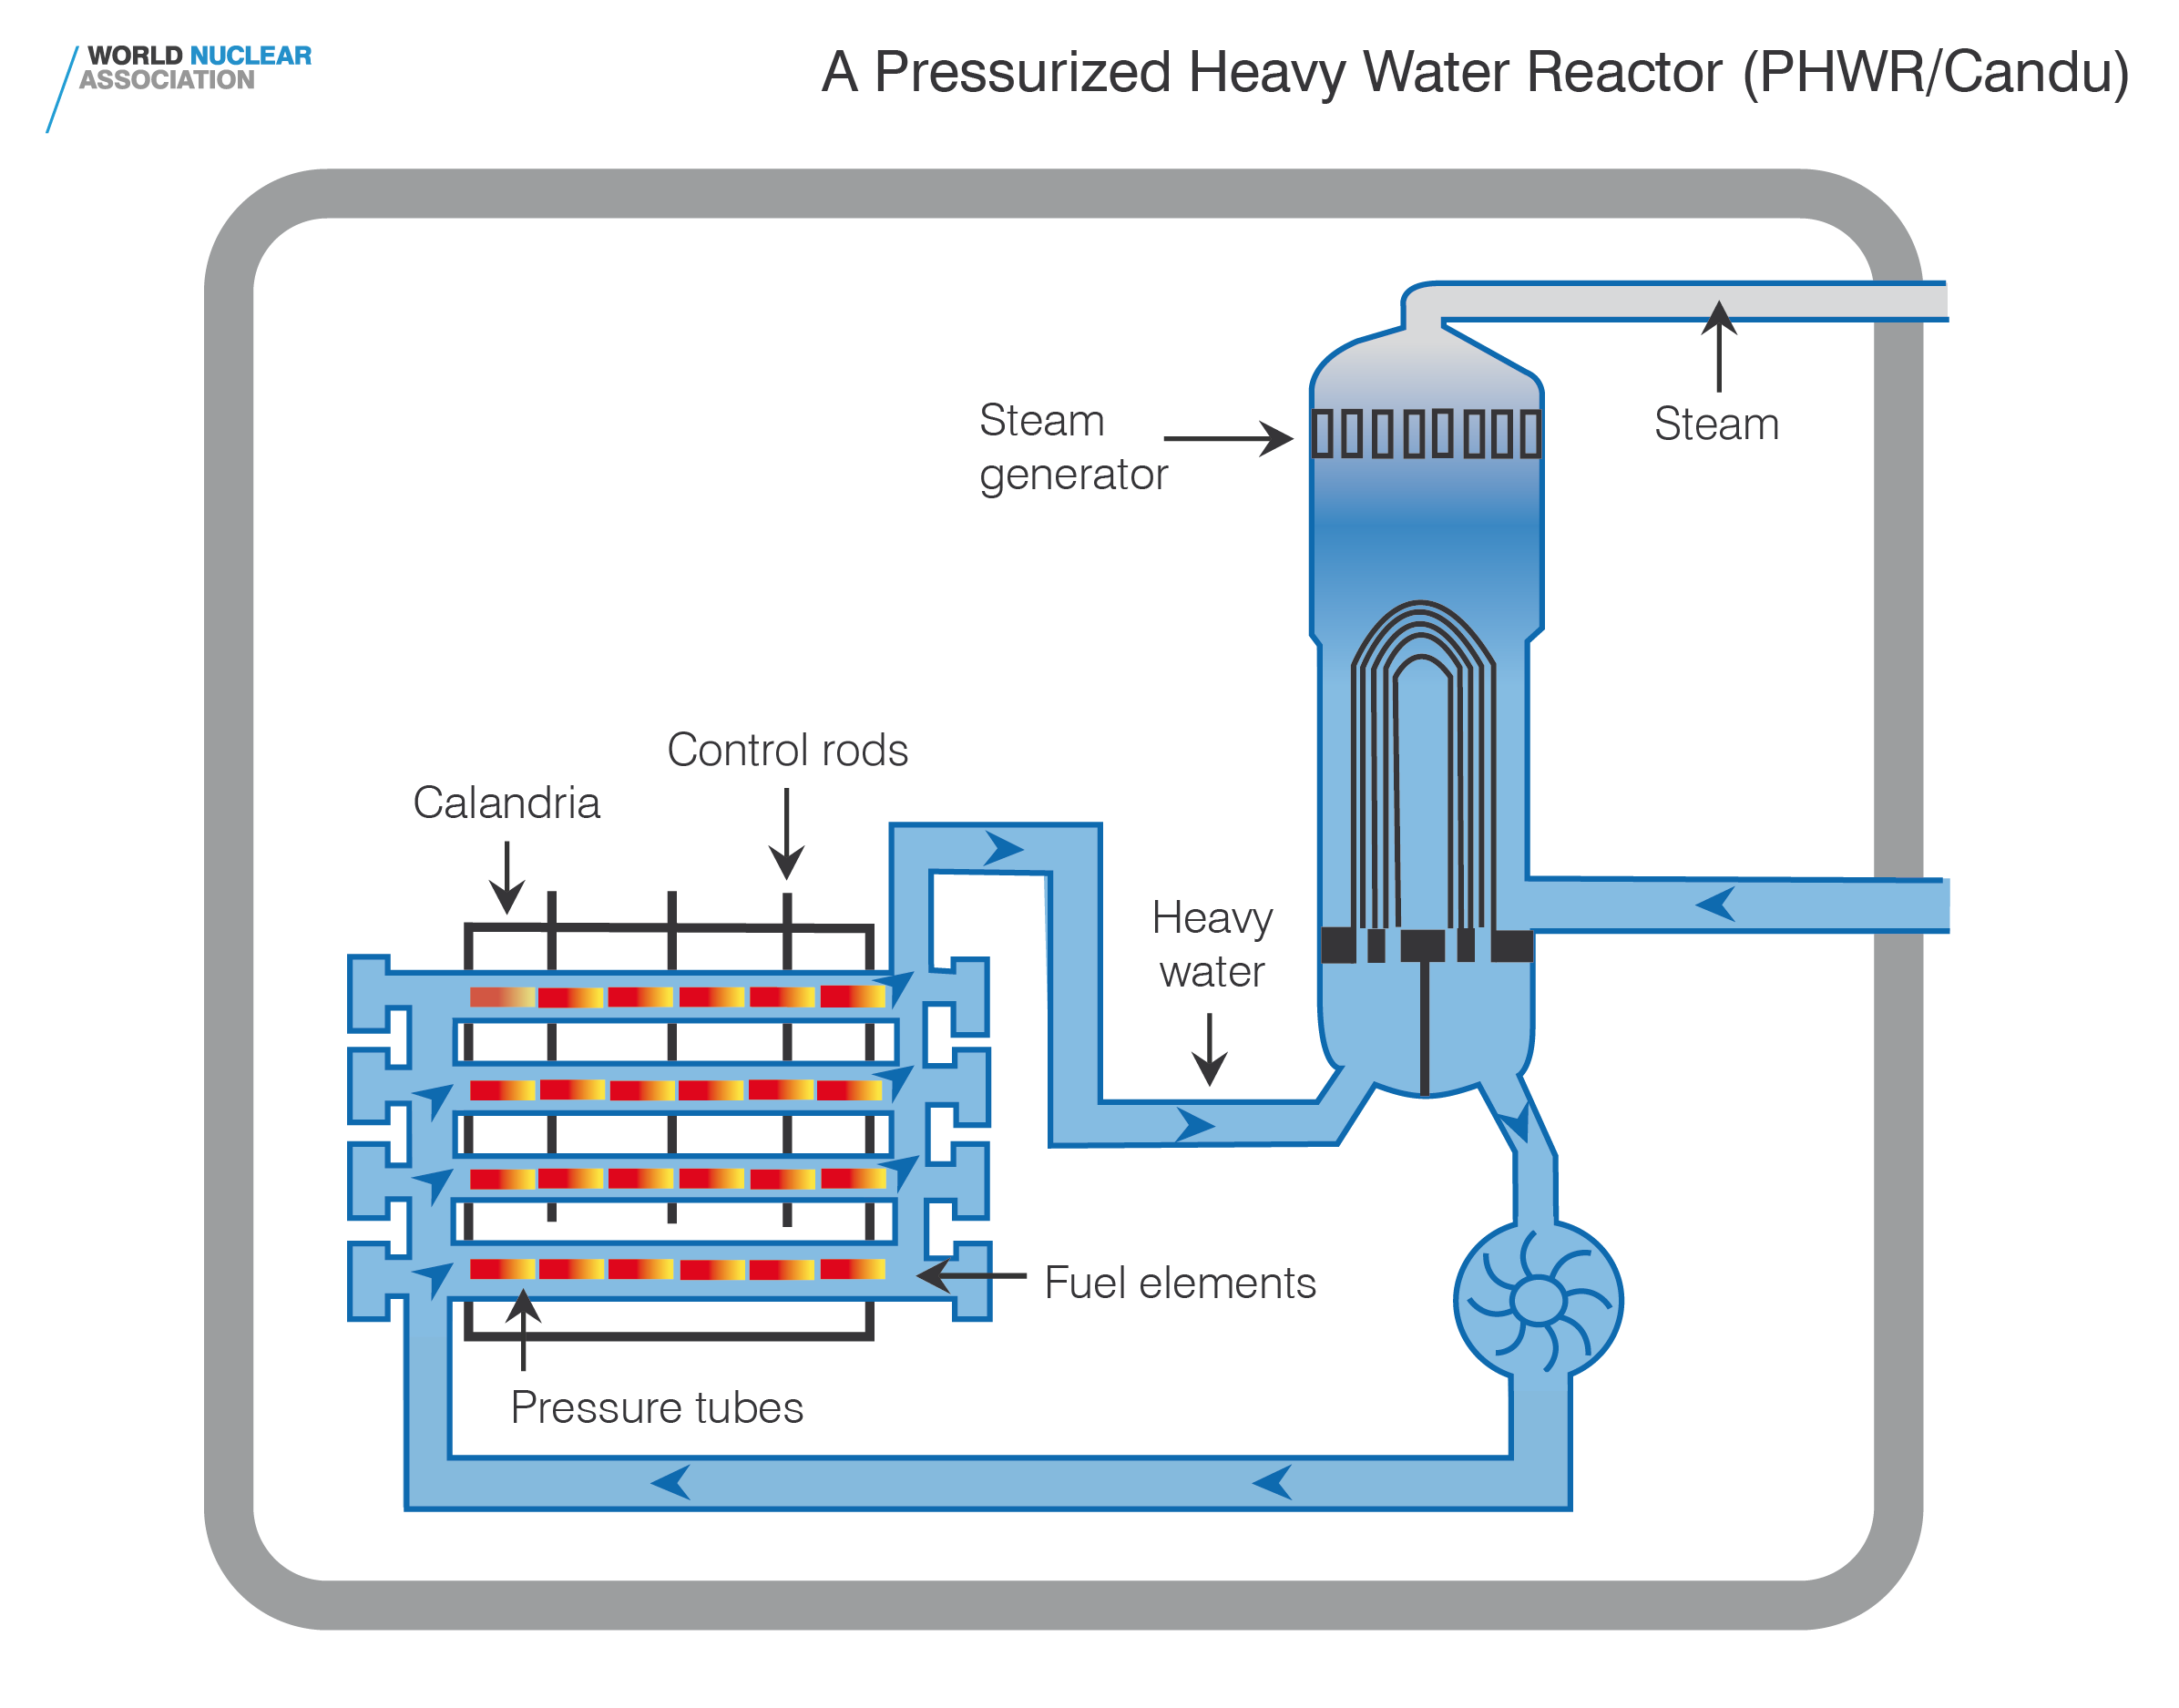 WORLD NUCLEAR
ASSOCIATION
A Pressurized Heavy Water Reactor (PHWR/Candu)
Steam
generator
Steam
Control rods
Calandria
Heavy
water
Fuel elements
Pressure tubes